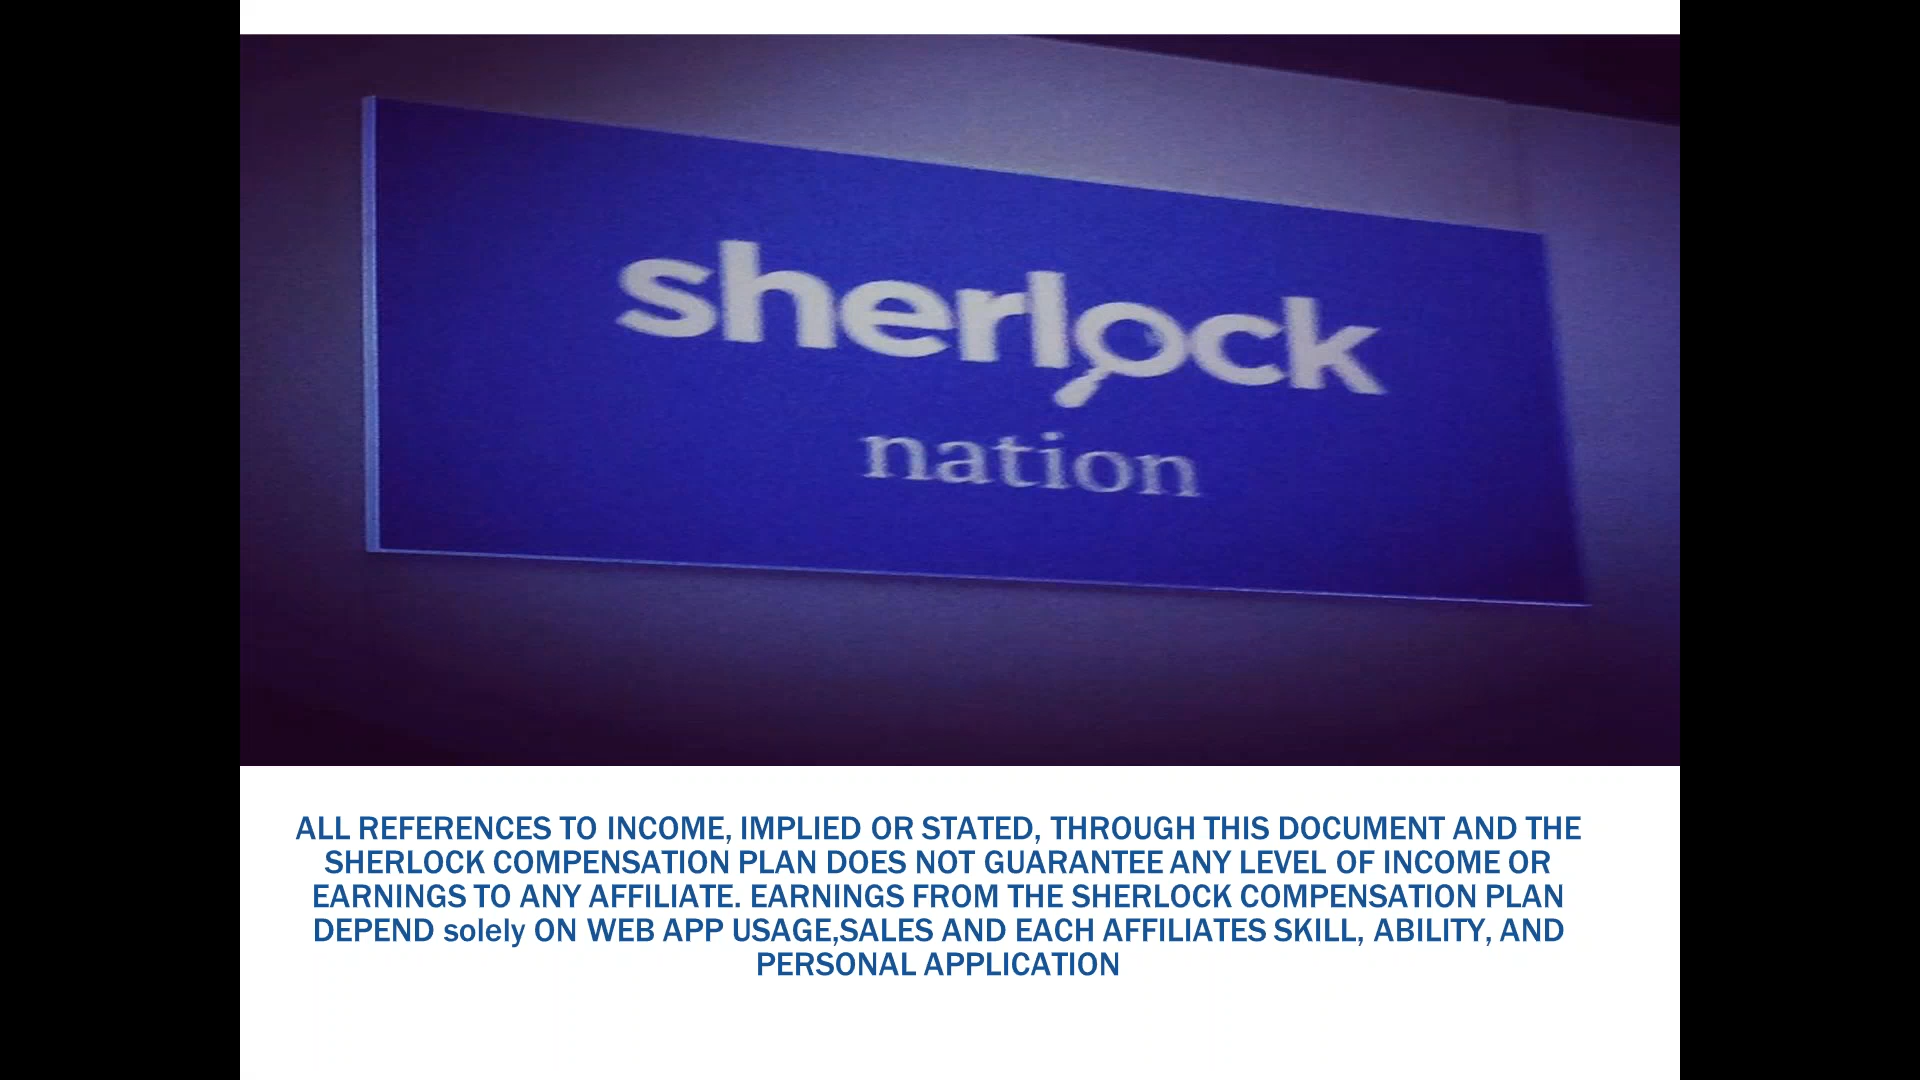 sherlock
nation
ALL REFERENCES TO INCOME, IMPLIED OR STATED, THROUGH THIS DOCUMENT AND THE
SHERLOCK COMPENSATION PLAN DOES NOT GUARANTEE ANY LEVEL OF INCOME OR
EARNINGS TO ANY AFFILIATE. EARNINGS FROM THE SHERLOCK COMPENSATION PLAN
DEPEND solely ON WEB APP USAGE,SALES AND EACH AFFILIATES SKILL, ABILITY, AND
PERSONAL APPLICATION